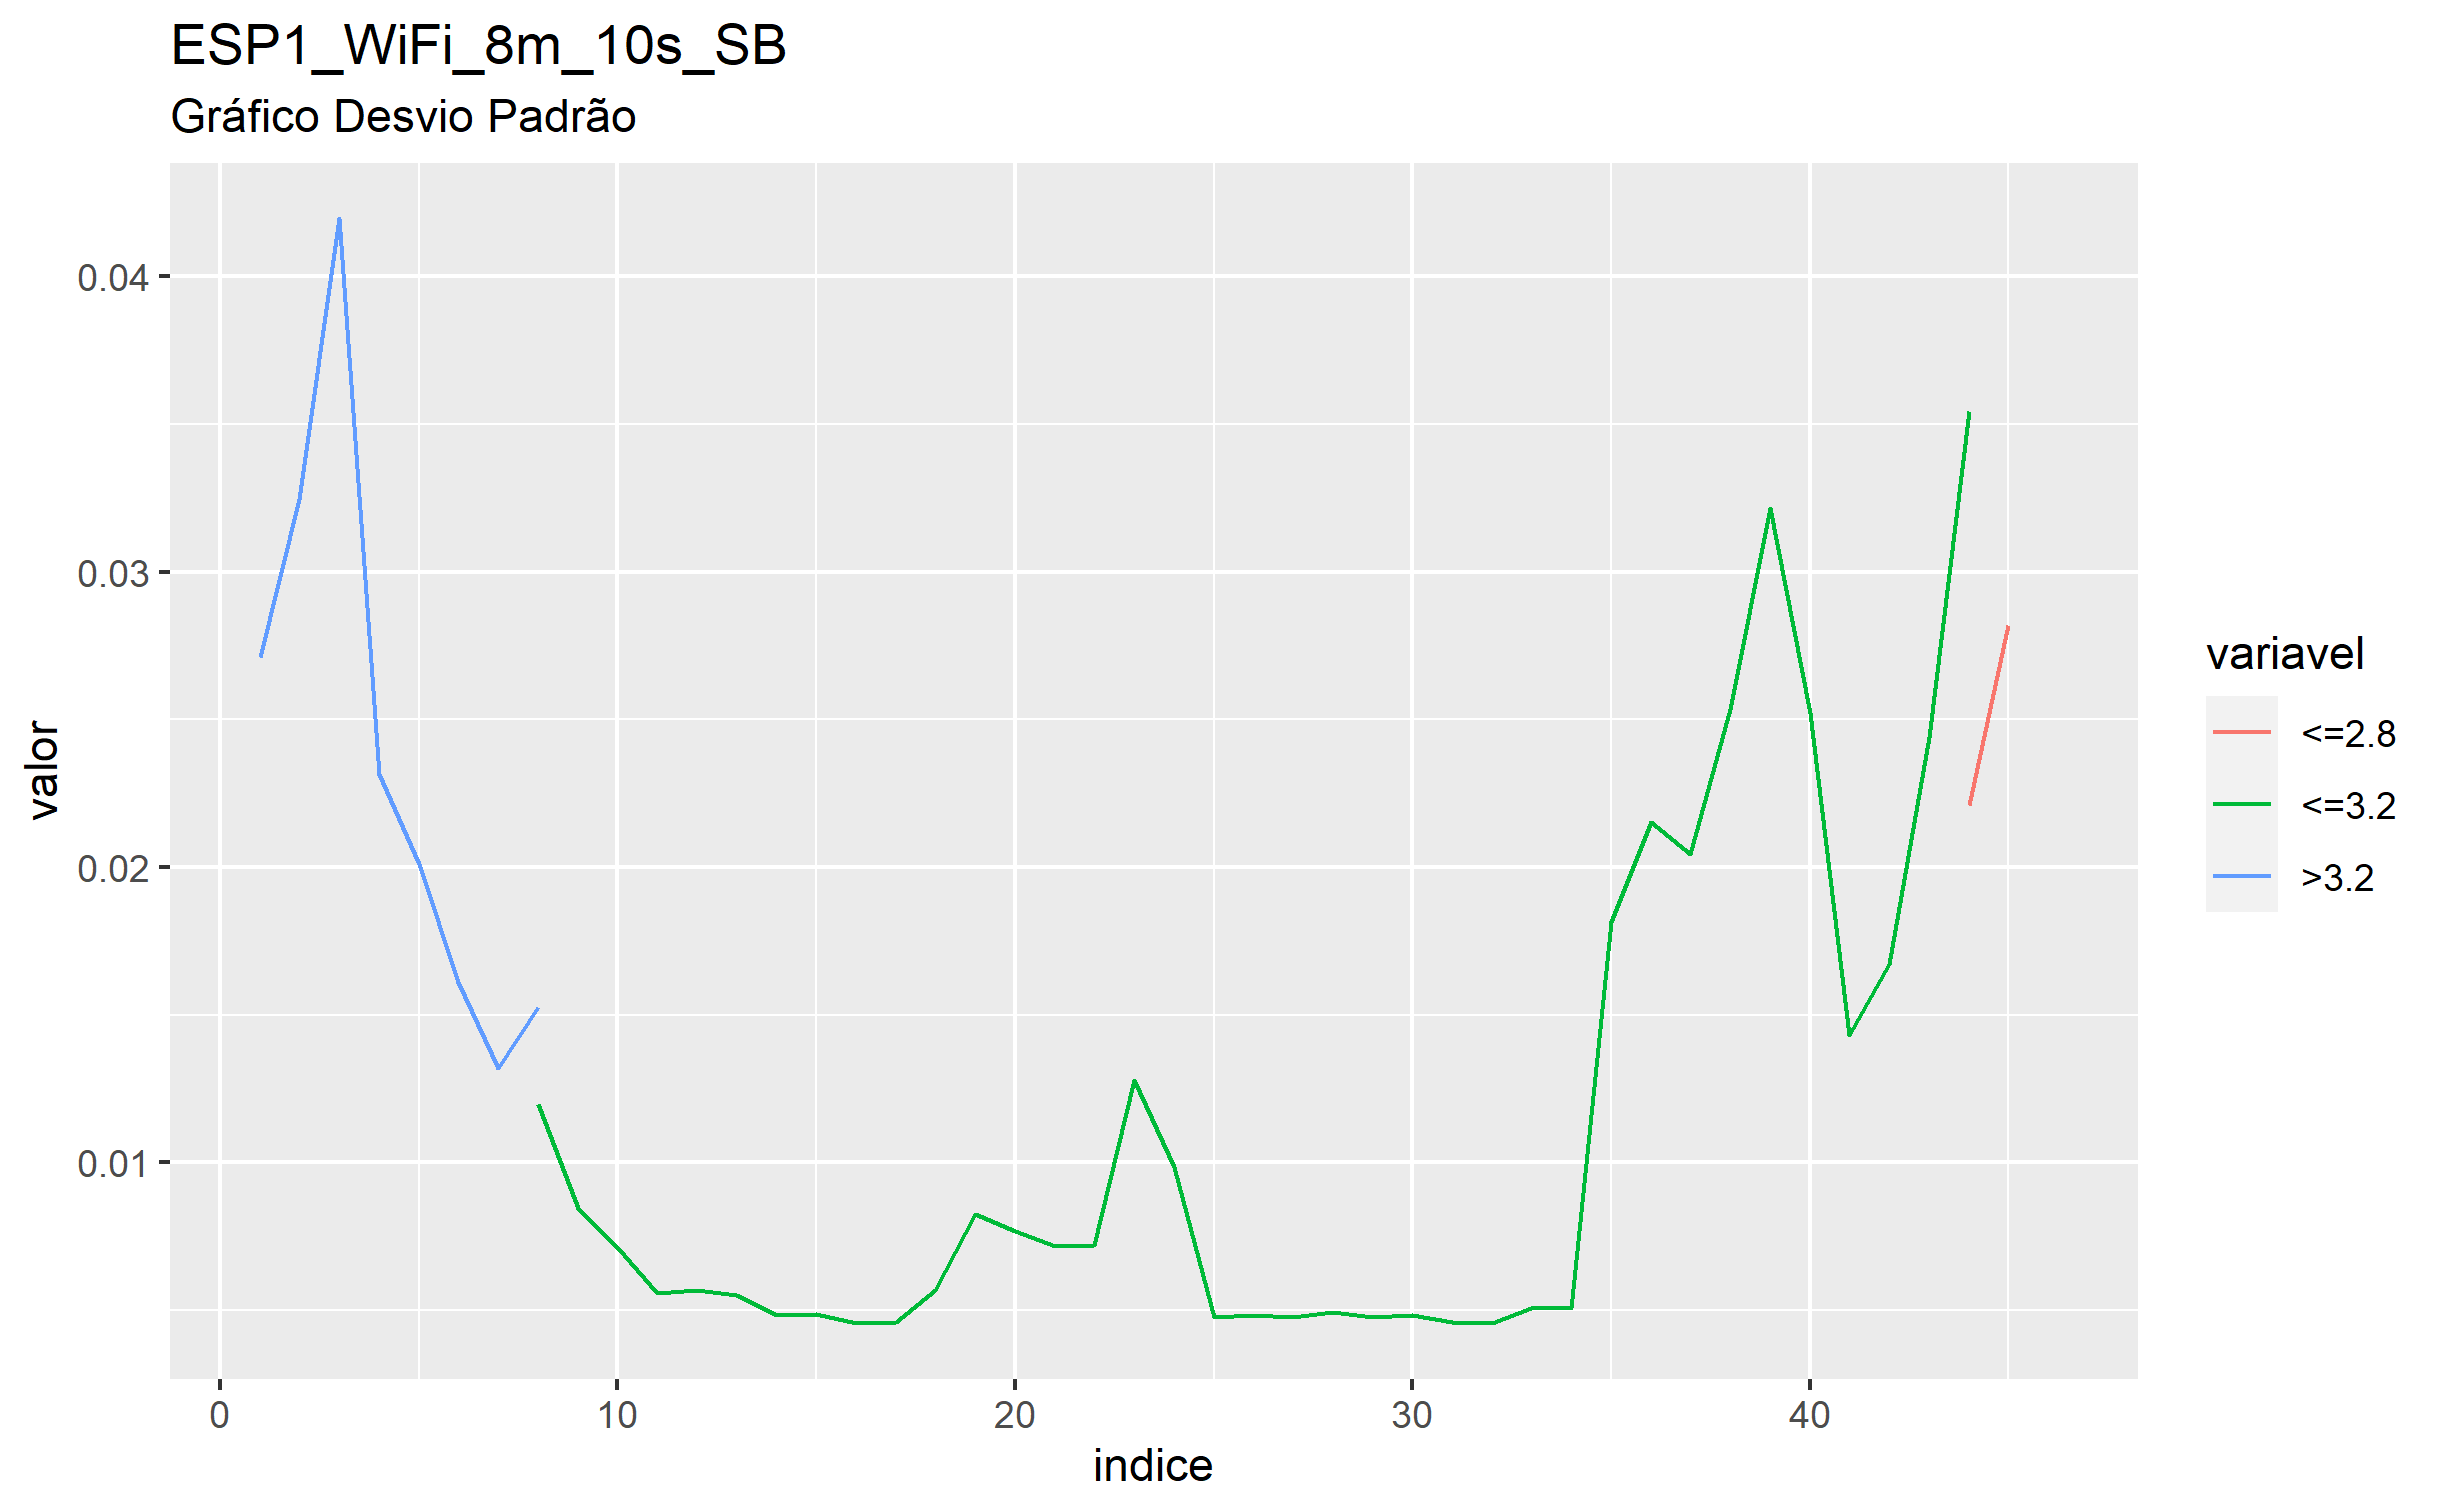 ESP1_WiFi_8m_10s_SB
Gráfico Desvio Padrão
valor
0.04
0.03
0.02
0.01
0 10 20 30 40
indice
variavel
<=2.8
<=3.2
>3.2